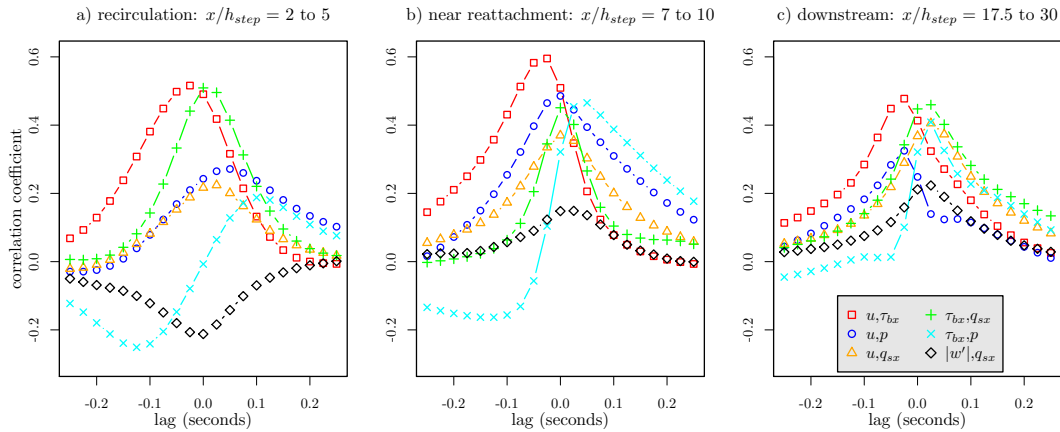 a) recirculation: x/h_step = 2 to 5
b) near reattachment: x/h_step = 7 to 10
c) downstream: x/h_step = 17.5 to 30
correlation coefficient
0.6
0.4
0.2
0.0
-0.2
-0.2 -0.1 0.0 0.1 0.2
lag (seconds)
0.6
0.4
0.2
0.0
-0.2
-0.2 -0.1 0.0 0.1 0.2
lag (seconds)
0.6
0.4
0.2
0.0
-0.2
-0.2 -0.1 0.0 0.1 0.2
lag (seconds)
u,τ_bx
u,p
u,q_sx
τ_bx,q_sx
τ_bx,p
|w'|,q_sx